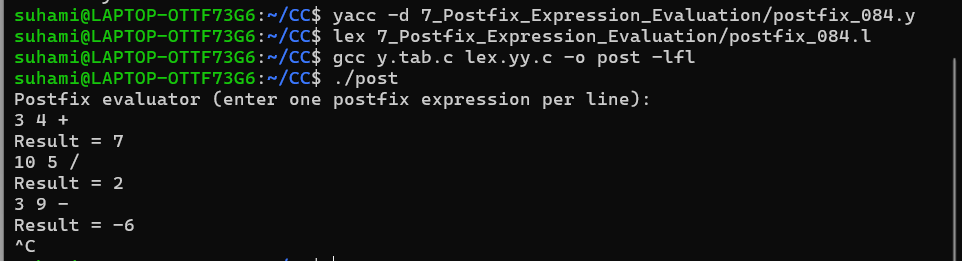 suhami@LAPTOP-OTTF73G6:~/CC$ yacc -d 7_Postfix_Expression_Evaluation/postfix_084.y
suhami@LAPTOP-OTTF73G6:~/CC$ lex 7_Postfix_Expression_Evaluation/postfix_084.l
suhami@LAPTOP-OTTF73G6:~/CC$ gcc y.tab.c lex.yy.c -o post -lfl
suhami@LAPTOP-OTTF73G6:~/CC$ ./post
Postfix evaluator (enter one postfix expression per line):
3 4 +
Result = 7
10 5 /
Result = 2
3 9 -
Result = -6
^C